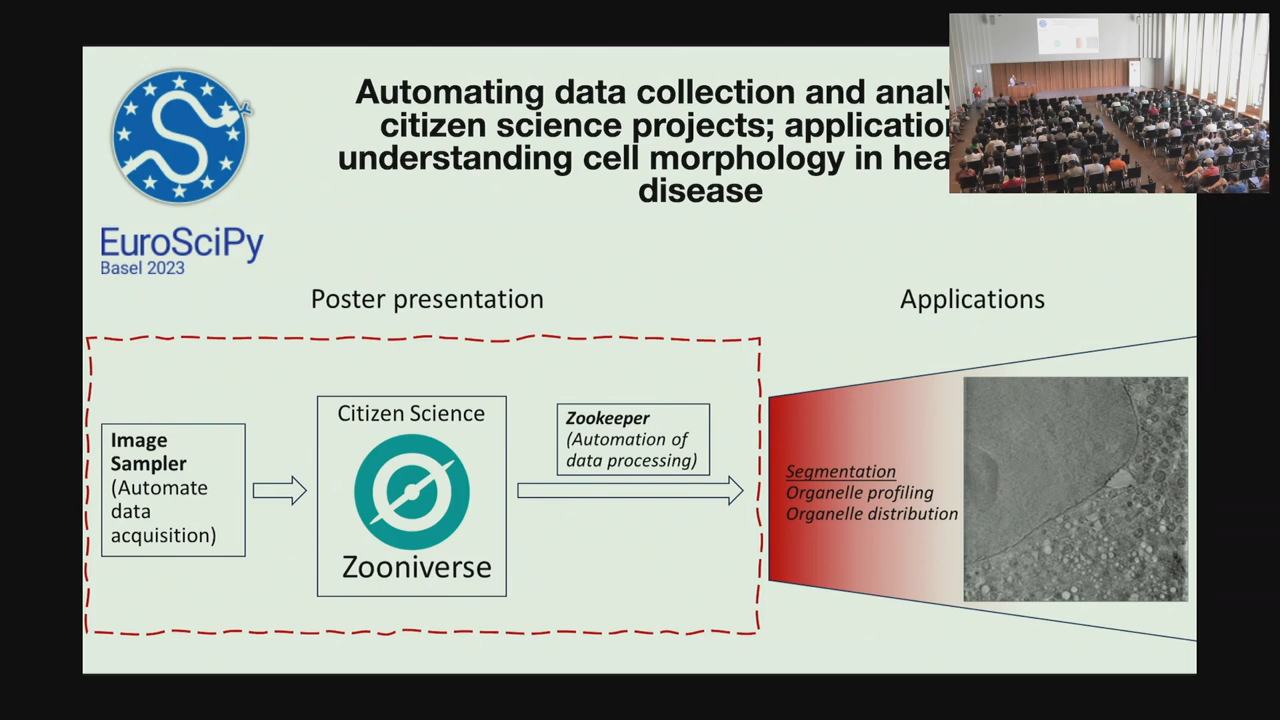 Automating data collection and analy
citizen science projects; application
understanding cell morphology in hea
disease
EuroSciPy
Basel 2023
Poster presentation
Applications
Image
Sampler
(Automate
data
acquisition)
Citizen Science
Zooniverse
Zookeeper
(Automation of
data processing)
Segmentation
Organelle profiling
Organelle distribution